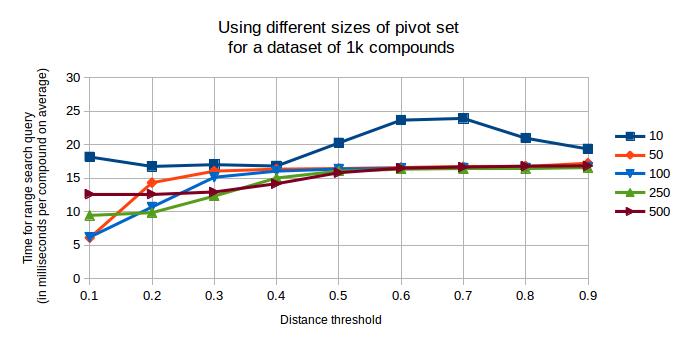 Using different sizes of pivot set
for a dataset of 1k compounds
Time for range search query
(in milliseconds per compound on average)
30
25
20
15
10
5
0
0.1 0.2 0.3 0.4 0.5 0.6 0.7 0.8 0.9
Distance threshold
10
50
100
250
500